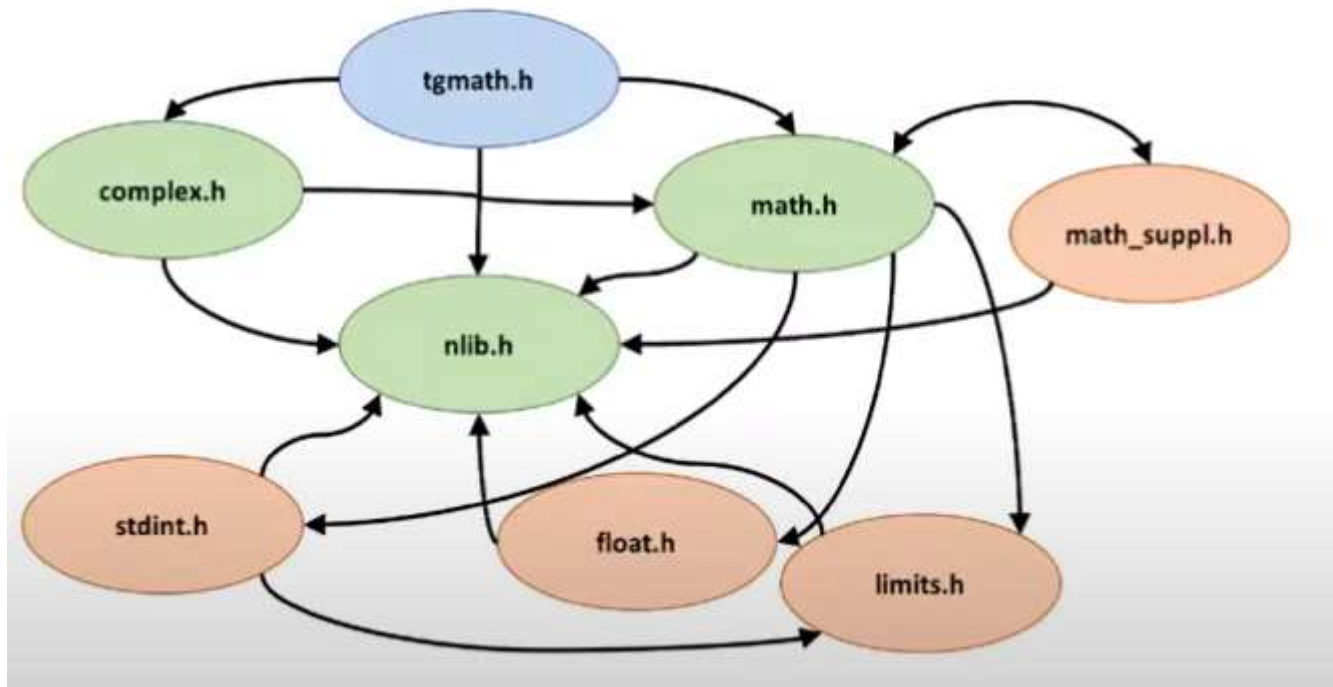 tgmath.h
complex.h
math.h
math_suppl.h
nlib.h
stdint.h
float.h
limits.h